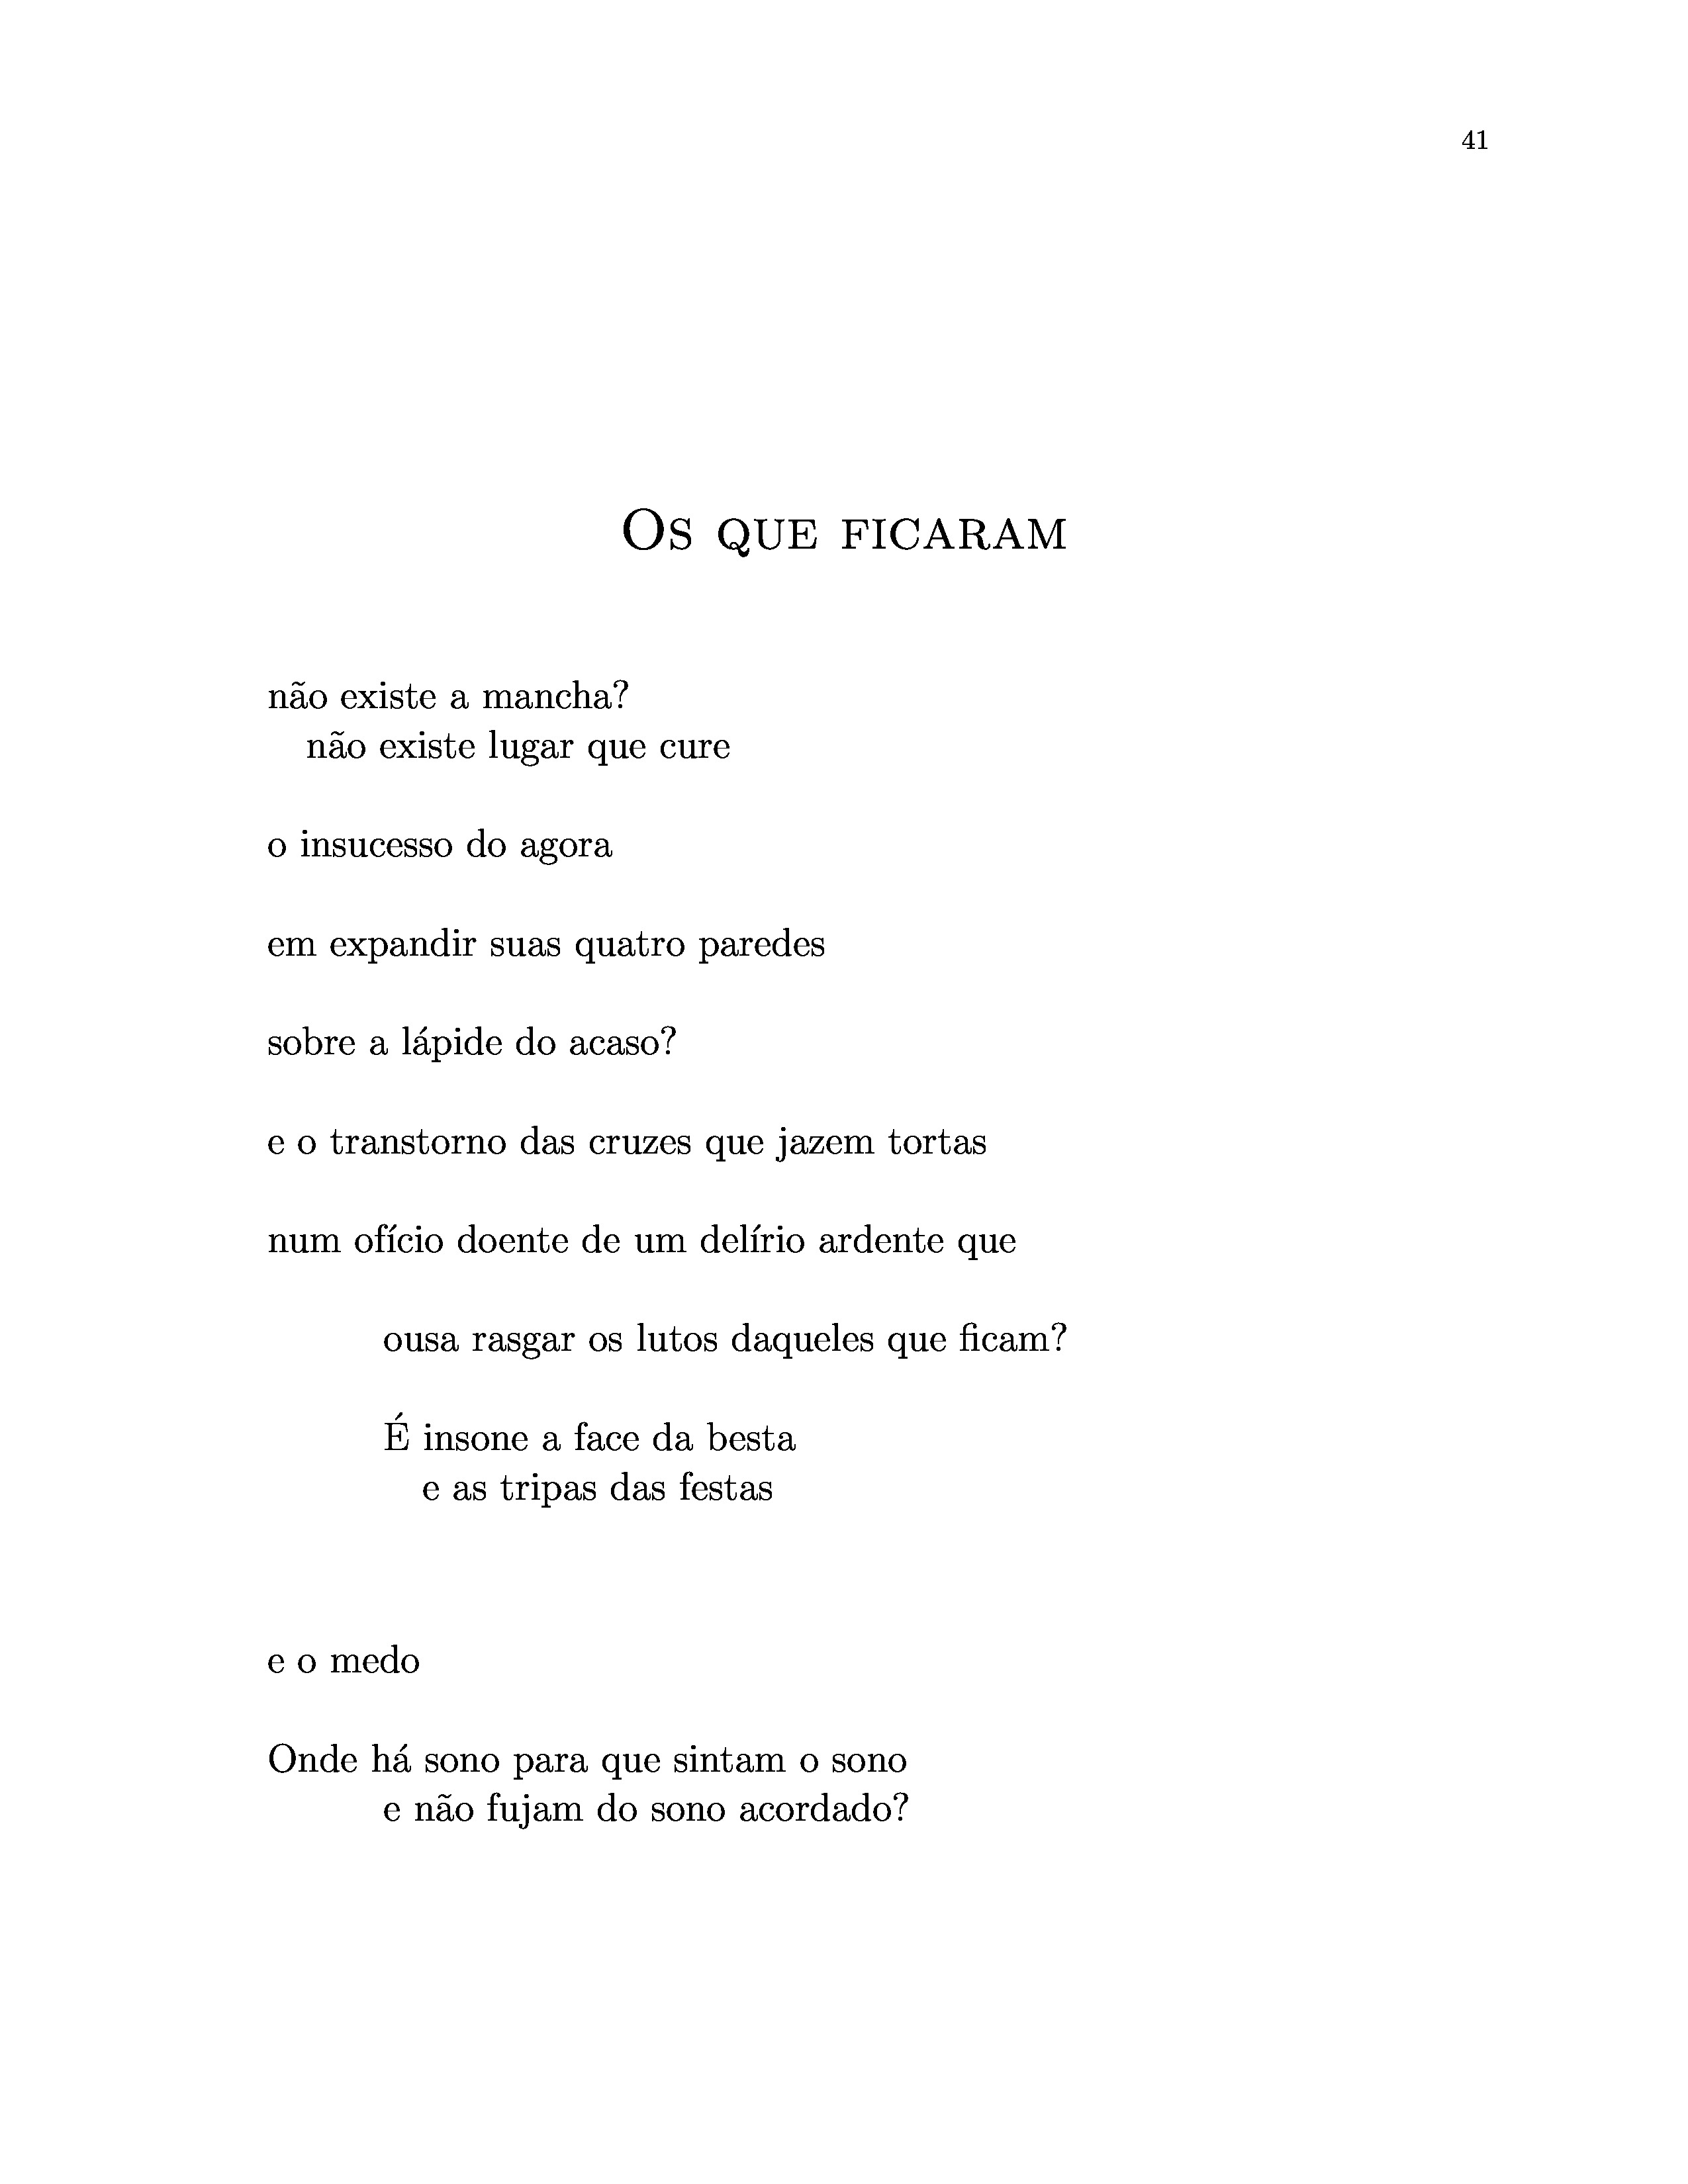 41
Os que ficaram
não existe a mancha?
não existe lugar que cure
o insucesso do agora
em expandir suas quatro paredes
sobre a lápide do acaso?
e o transtorno das cruzes que jazem tortas
num ofício doente de um delírio ardente que
ousa rasgar os lutos daqueles que ficam?
É insone a face da besta
e as tripas das festas
e o medo
Onde há sono para que sintam o sono
e não fujam do sono acordado?